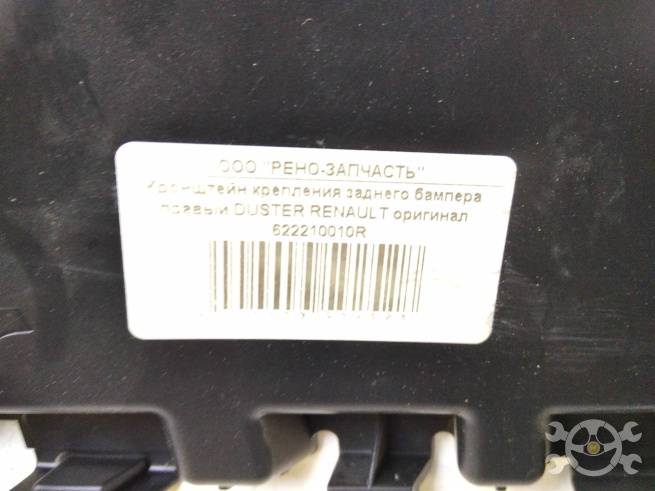 ООО "РЕНО-ЗАПЧАСТЬ"
Кронштейн крепления заднего бампера
правый DUSTER RENAULT оригинал
622210010R